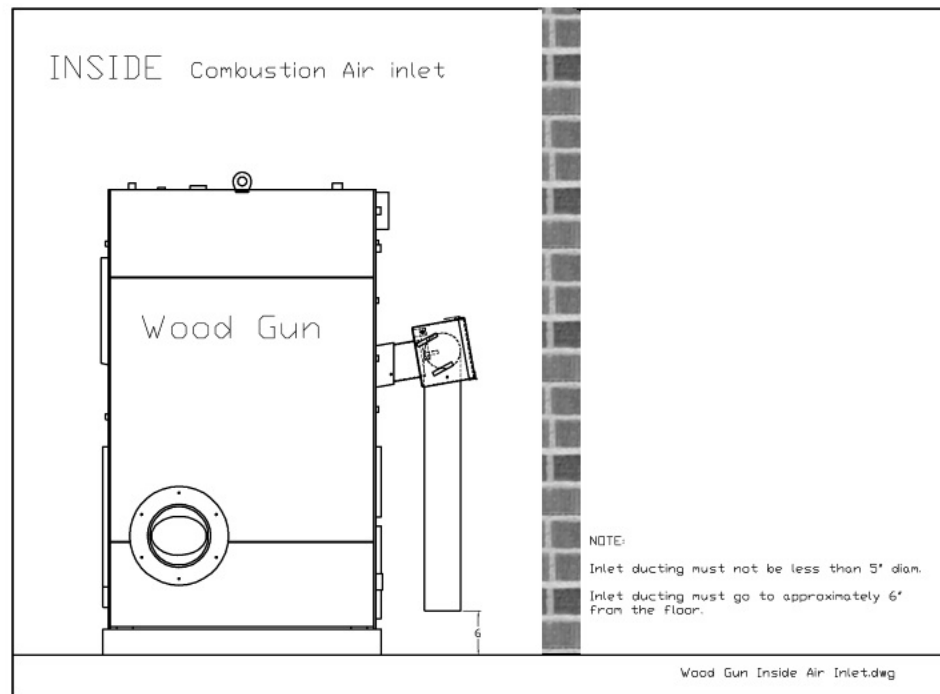 INSIDE Combustion Air inlet
Wood Gun
NOTE:
Inlet ducting must not be less than 5" diam.
Inlet ducting must go to approximately 6"
from the floor.
6
Wood Gun Inside Air Inlet.dwg